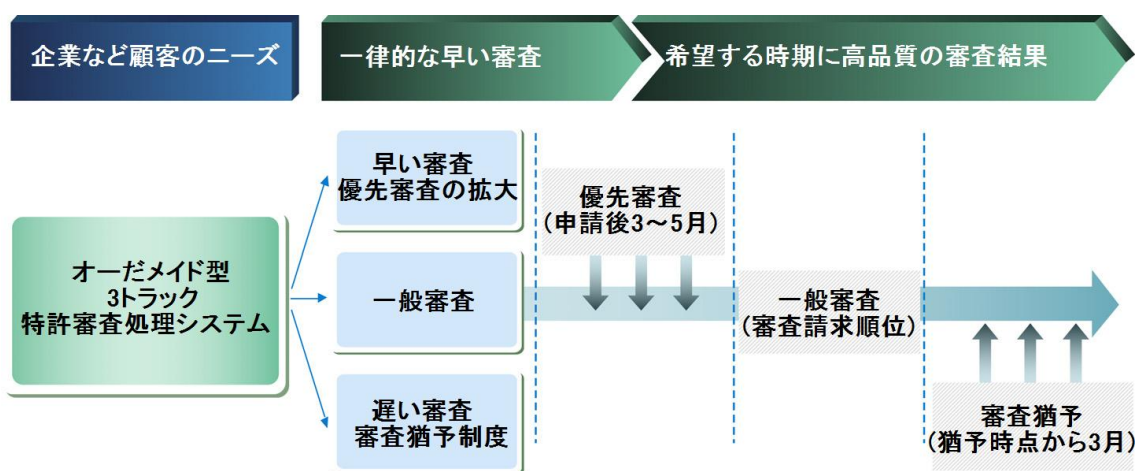 企業など顧客のニーズ
一律的な早い審査
希望する時期に高品質の審査結果
オーだメイド型
3トラック
特許審査処理システム
早い審査
優先審査の拡大
一般審査
遅い審査
審査猶予制度
優先審査
(申請後3～5月)
一般審査
(審査請求順位)
審査猶予
(猶予時点から3月)